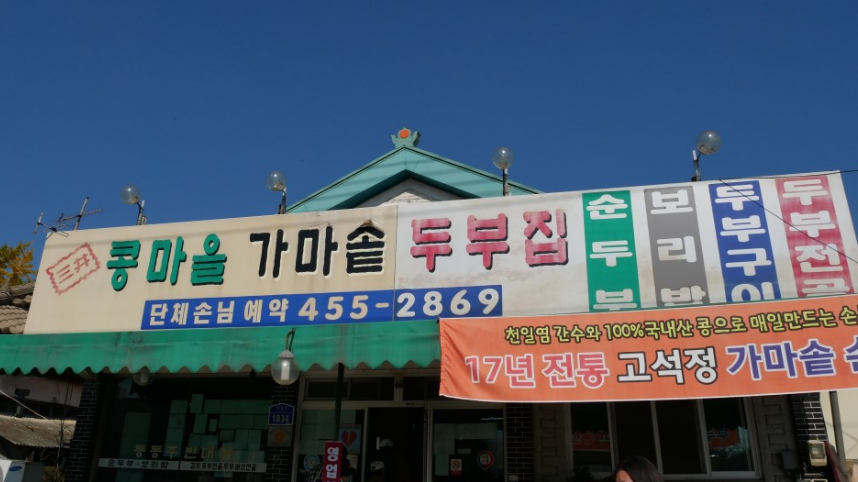 三井
콩마을 가마솥 두부집
단체손님 예약 455-2869
순두부
보리밥
두부구이
두부전골
천일염 간수와 100%국내산 콩으로 매일만드는
17년 전통 고석정 가마솥
1834
영업